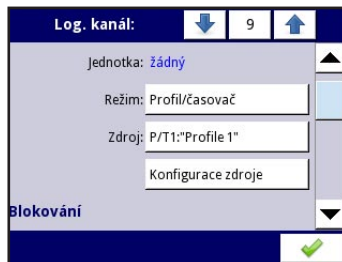 Log. kanál: 9
Jednotka: žádný
Režim: Profil/časovač
Zdroj: P/T1:"Profile 1"
Konfigurace zdroje
Blokování